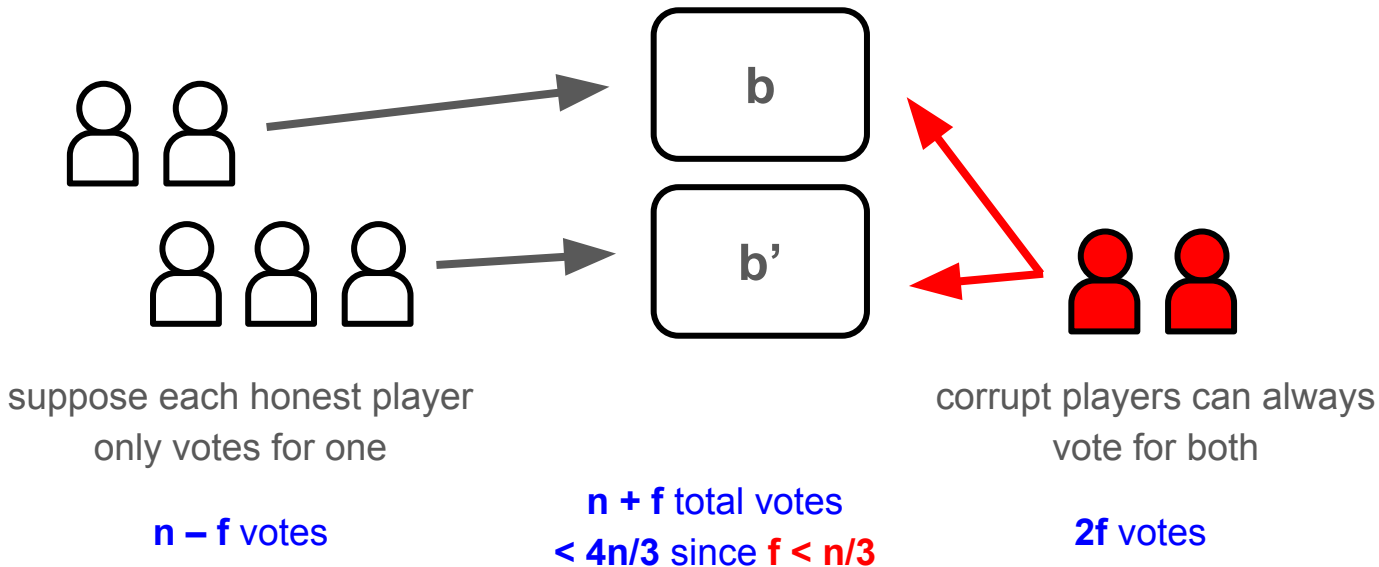 b
b’
suppose each honest player
only votes for one
n – f votes
n + f total votes
< 4n/3 since f < n/3
corrupt players can always
vote for both
2f votes